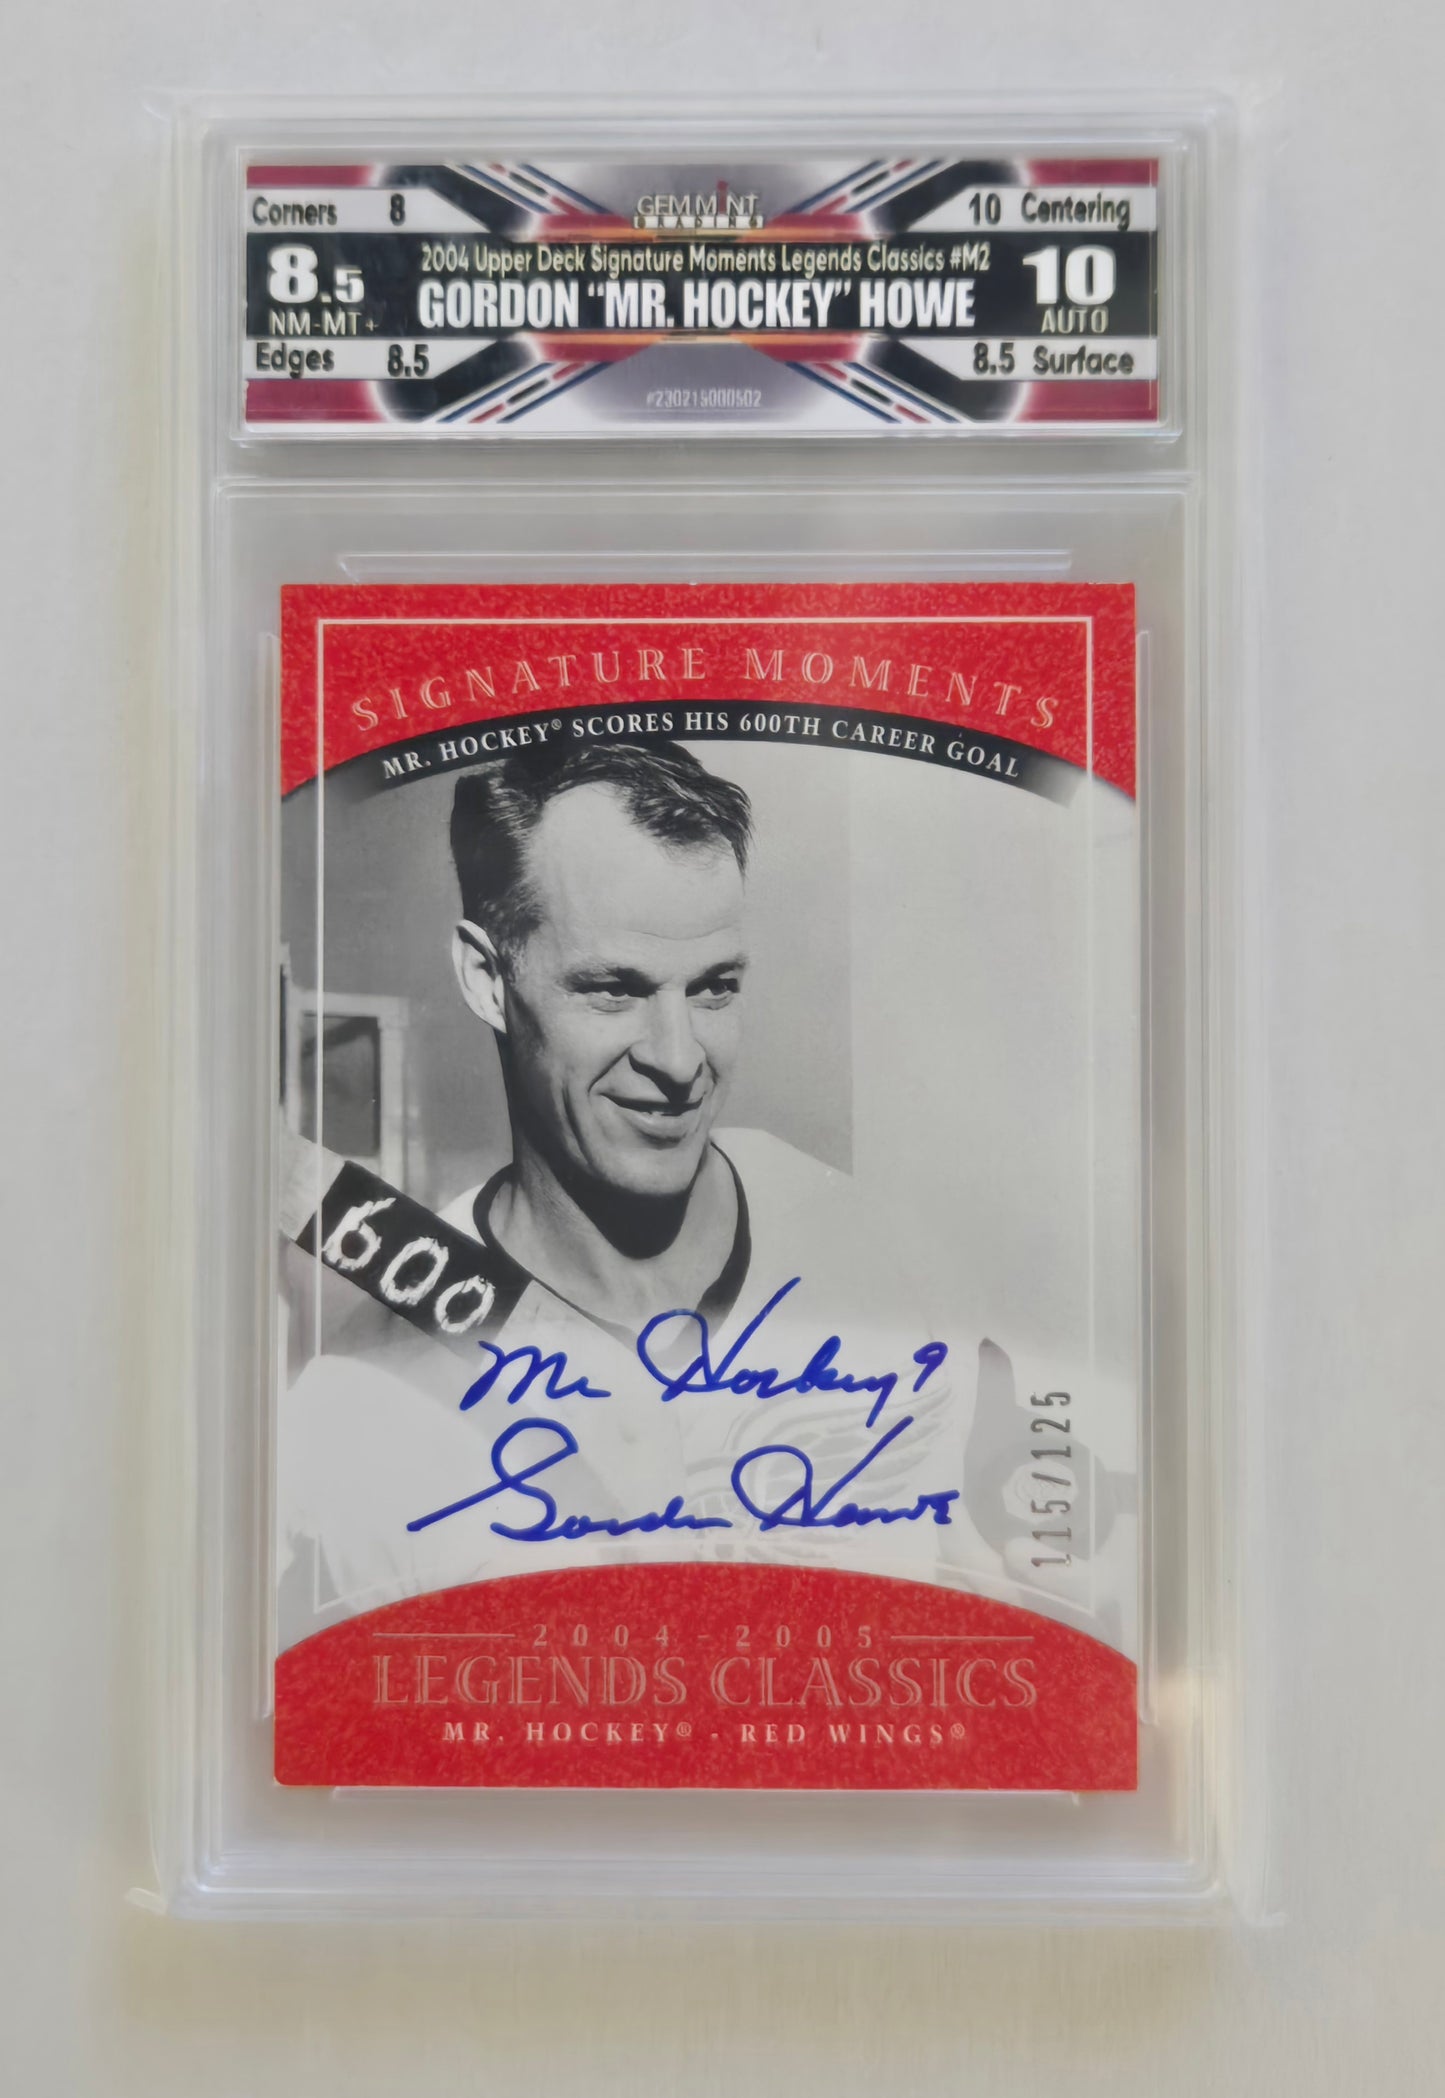 GEM MINT
GRADING
Corners 8
10 Centering
2004 Upper Deck Signature Moments Legends Classics #M2
8.5
GORDON "MR. HOCKEY" HOWE
10
NM-MT+
AUTO
Edges 8.5
8.5 Surface
#230215000502
SIGNATURE MOMENTS
MR. HOCKEY® SCORES HIS 600TH CAREER GOAL
600
Mr Hockey 9
Gordie Howe
115/125
2004-2005
LEGENDS CLASSICS
MR. HOCKEY® - RED WINGS®